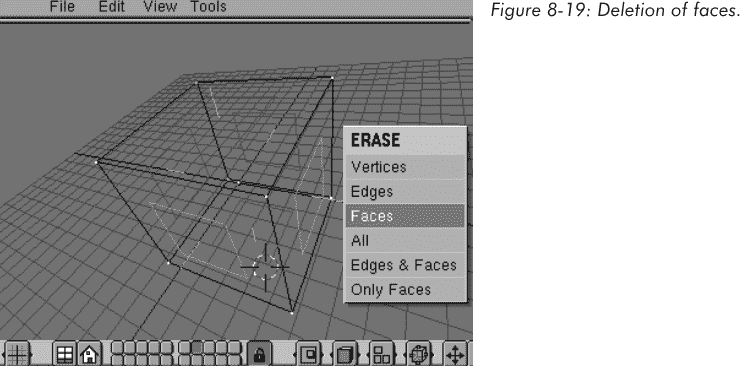 File Edit View Tools
Figure 8-19: Deletion of faces.
ERASE
Vertices
Edges
Faces
All
Edges & Faces
Only Faces